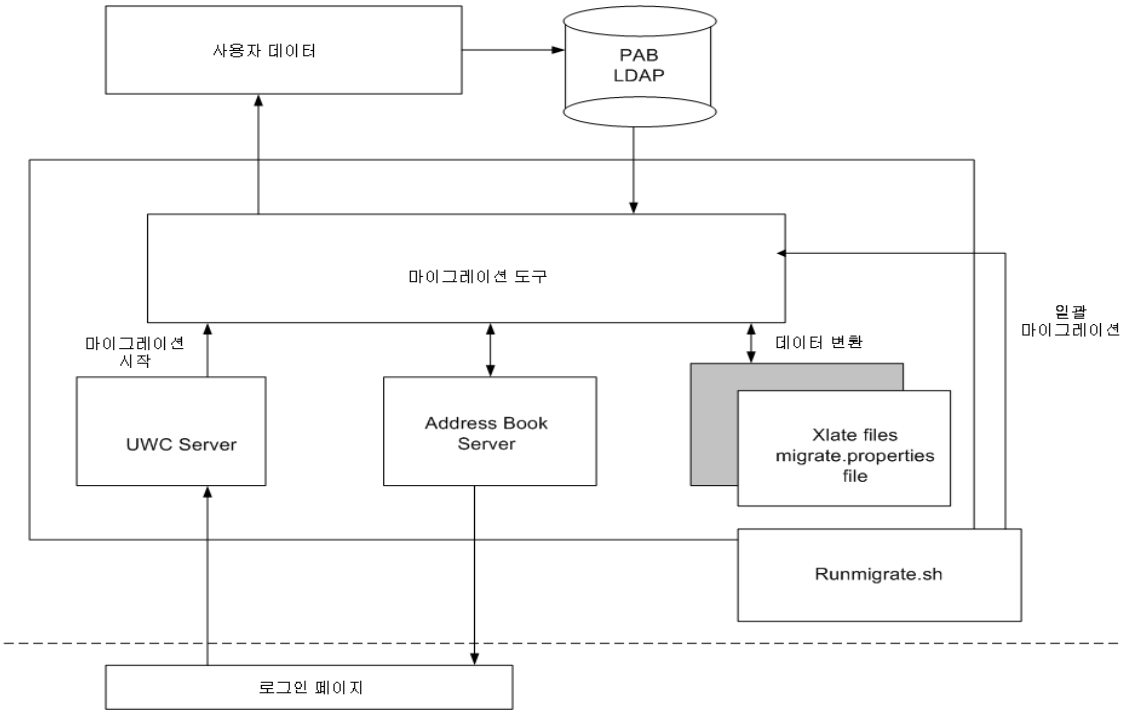 사용자 데이터
PAB
LDAP
마이그레이션 도구
일괄
마이그레이션
마이그레이션
시작
데이터 변환
UWC Server
Address Book
Server
Xlate files
migrate.properties
file
Runmigrate.sh
로그인 페이지